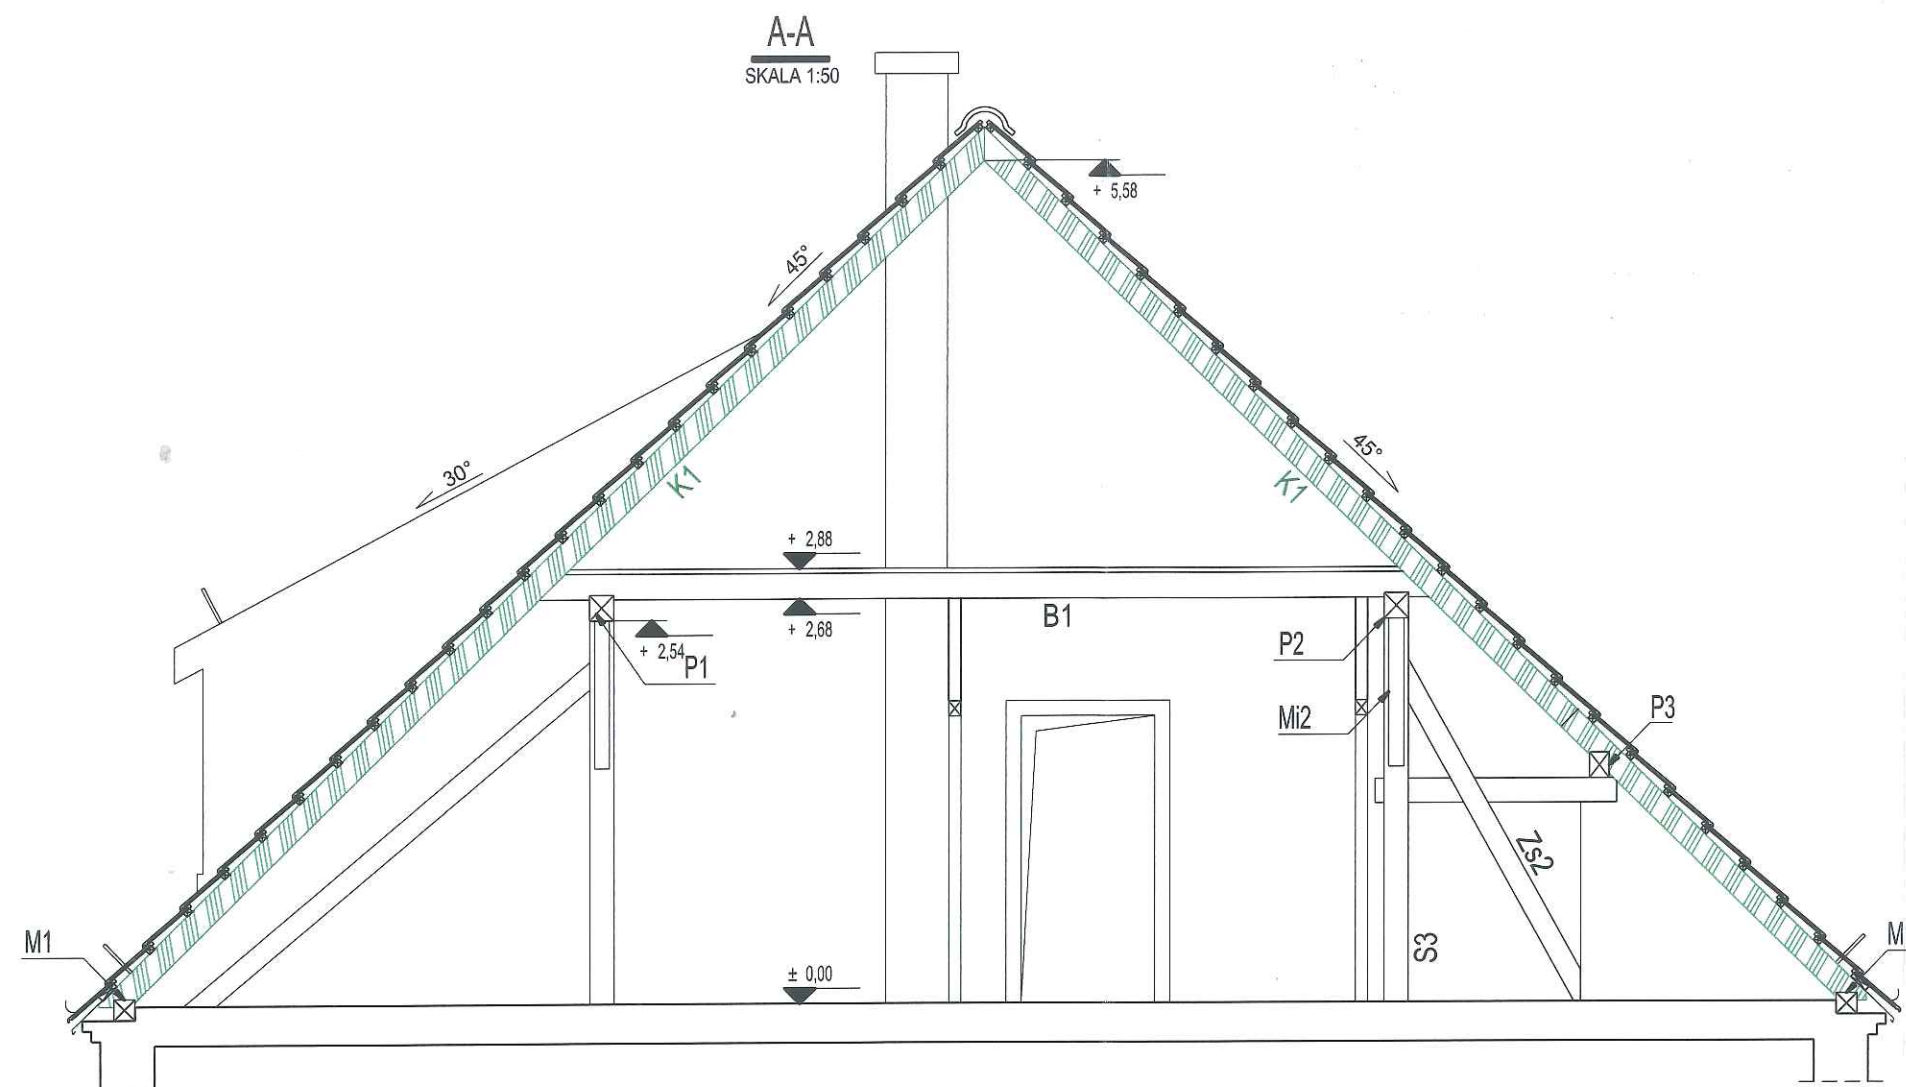 A-A
SKALA 1:50
+ 5,58
45°
45°
30°
K1
K1
+ 2,88
+ 2,68
B1
+ 2,54
P1
P2
Mi2
P3
Zs2
S3
M1
M
± 0,00